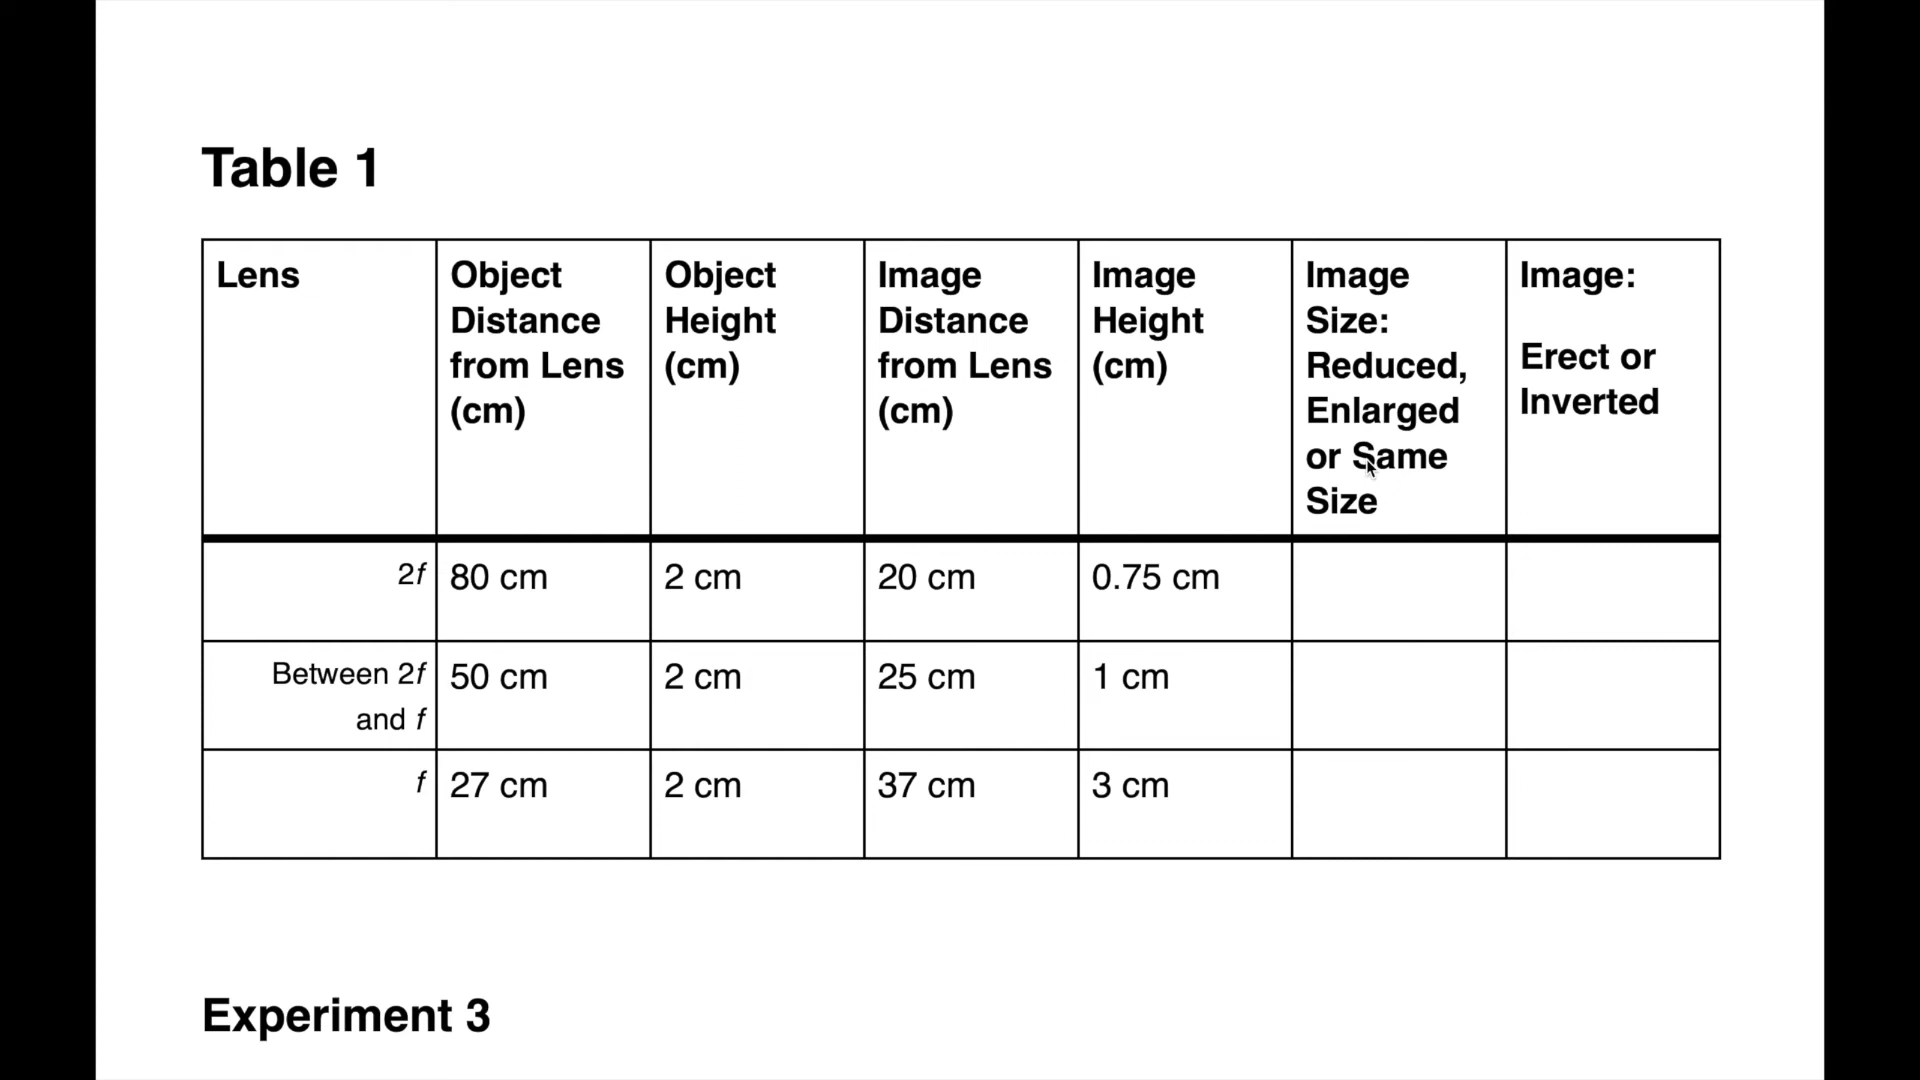 Table 1
Lens
Object
Distance
from Lens
(cm)
Object
Height
(cm)
Image
Distance
from Lens
(cm)
Image
Height
(cm)
Image
Size:
Reduced,
Enlarged
or Same
Size
Image:
Erect or
Inverted
2f 80 cm 2 cm 20 cm 0.75 cm
Between 2f
and f
50 cm 2 cm 25 cm 1 cm
f 27 cm 2 cm 37 cm 3 cm
Experiment 3